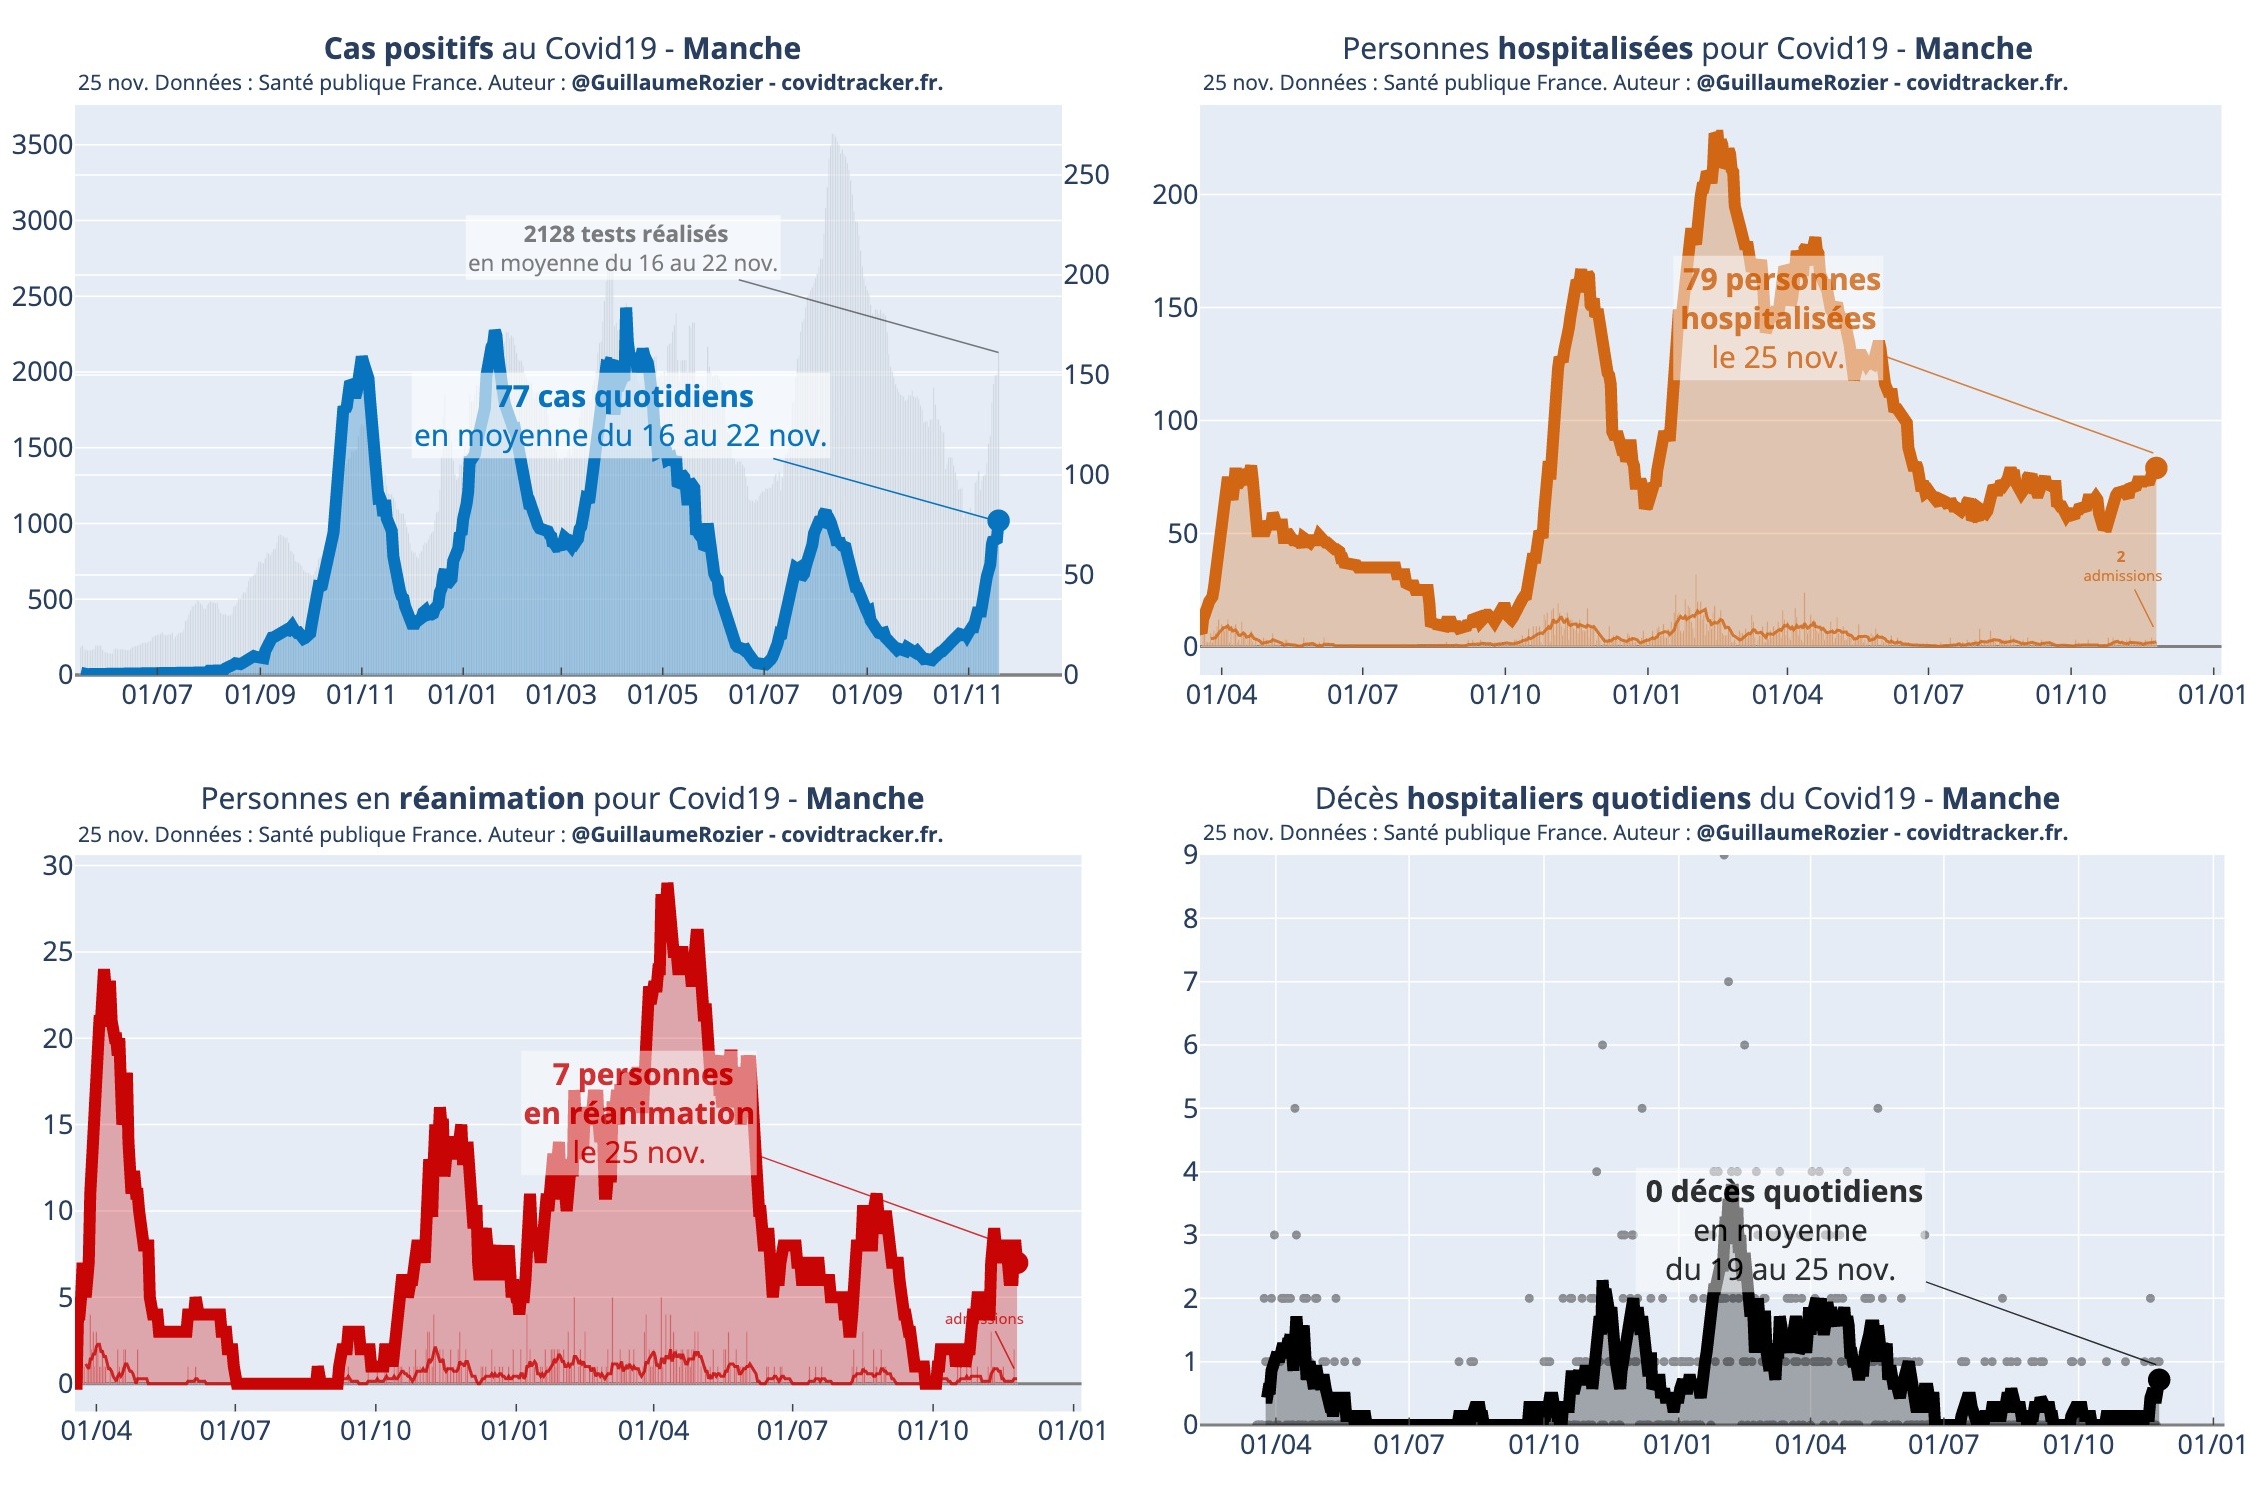 Cas positifs au Covid19 - Manche
25 nov. Données : Santé publique France. Auteur : @GuillaumeRozier - covidtracker.fr.
3500
3000
2500
2000
1500
1000
500
0
250
200
150
100
50
0
2128 tests réalisés
en moyenne du 16 au 22 nov.
77 cas quotidiens
en moyenne du 16 au 22 nov.
01/07 01/09 01/11 01/01 01/03 01/05 01/07 01/09 01/11
Personnes hospitalisées pour Covid19 - Manche
25 nov. Données : Santé publique France. Auteur : @GuillaumeRozier - covidtracker.fr.
200
150
100
50
0
79 personnes
hospitalisées
le 25 nov.
2
admissions
01/04 01/07 01/10 01/01 01/04 01/07 01/10 01/01
Personnes en réanimation pour Covid19 - Manche
25 nov. Données : Santé publique France. Auteur : @GuillaumeRozier - covidtracker.fr.
30
25
20
15
10
5
0
7 personnes
en réanimation
le 25 nov.
admissions
01/04 01/07 01/10 01/01 01/04 01/07 01/10 01/01
Décès hospitaliers quotidiens du Covid19 - Manche
25 nov. Données : Santé publique France. Auteur : @GuillaumeRozier - covidtracker.fr.
9
8
7
6
5
4
3
2
1
0
0 décès quotidiens
en moyenne
du 19 au 25 nov.
01/04 01/07 01/10 01/01 01/04 01/07 01/10 01/01